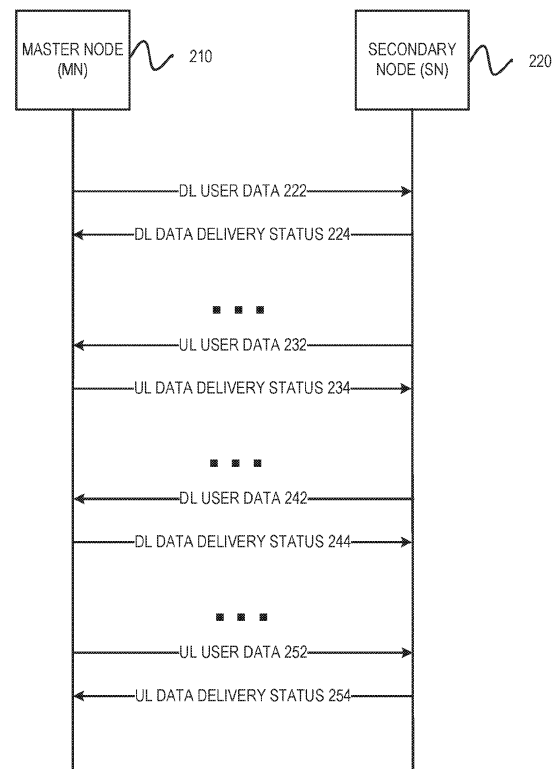 MASTER NODE
(MN)
210
SECONDARY
NODE (SN)
220
DL USER DATA 222
DL DATA DELIVERY STATUS 224
UL USER DATA 232
UL DATA DELIVERY STATUS 234
DL USER DATA 242
DL DATA DELIVERY STATUS 244
UL USER DATA 252
UL DATA DELIVERY STATUS 254